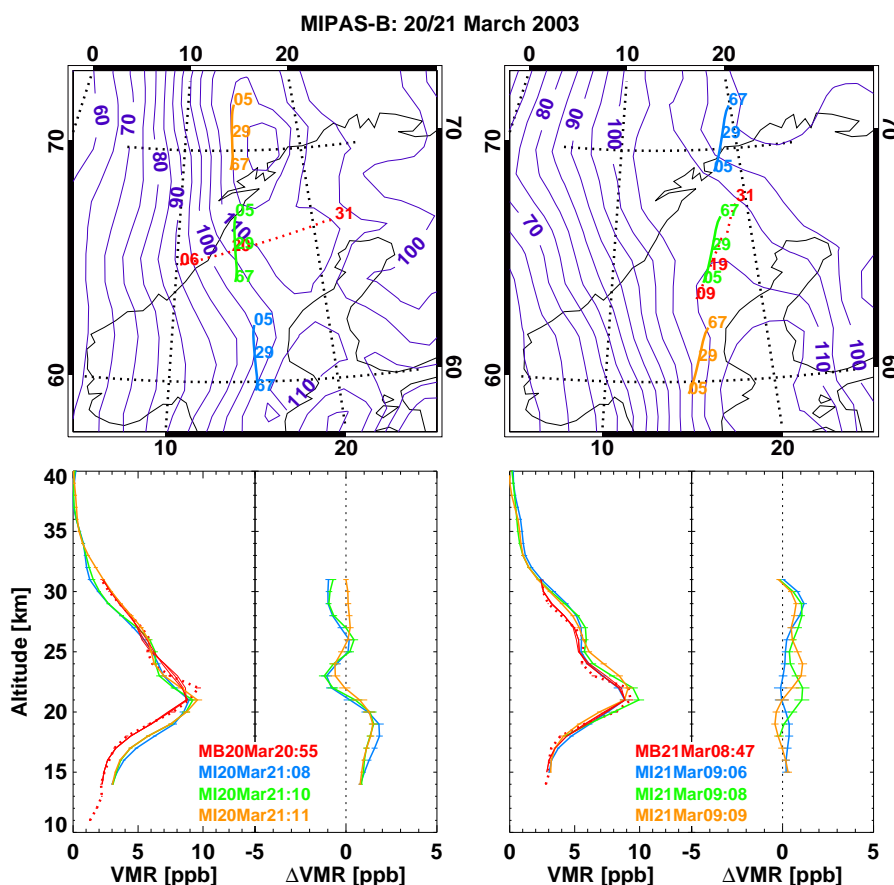 MIPAS-B: 20/21 March 2003
0 10 20
0 10 20
60 70 80 90 100 110 110 100
70 60
05 29 67
05 29 67
06 20 31
05 29 67
10 20
70 60
80 90 100 70 110 100
70 60
67 29 05
31
67 29 05
19
09
67 29 05
10 20
70 60
40
35
30
25
20
15
10
Altitude [km]
MB20Mar20:55
MI20Mar21:08
MI20Mar21:10
MI20Mar21:11
MB21Mar08:47
MI21Mar09:06
MI21Mar09:08
MI21Mar09:09
0 5 10 -5 0 5
0 5 10 -5 0 5
VMR [ppb] ΔVMR [ppb]
VMR [ppb] ΔVMR [ppb]